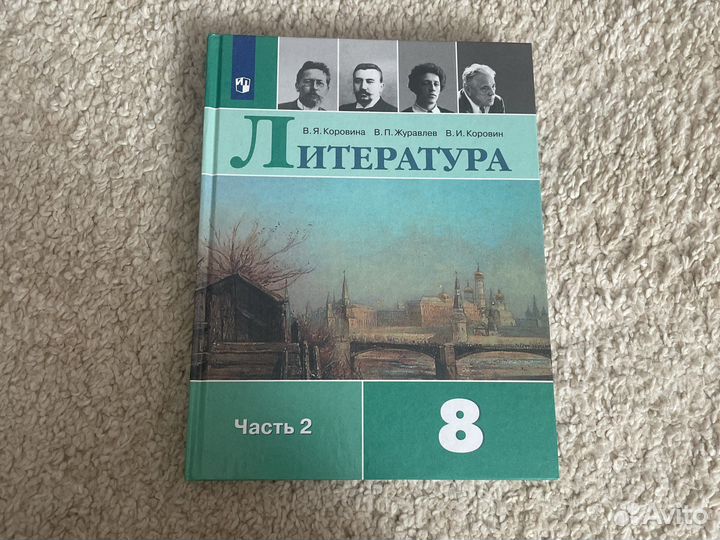 В. Я. Коровина В. П. Журавлев В. И. Коровин
ЛИТЕРАТУРА
Часть 2
8
Avito